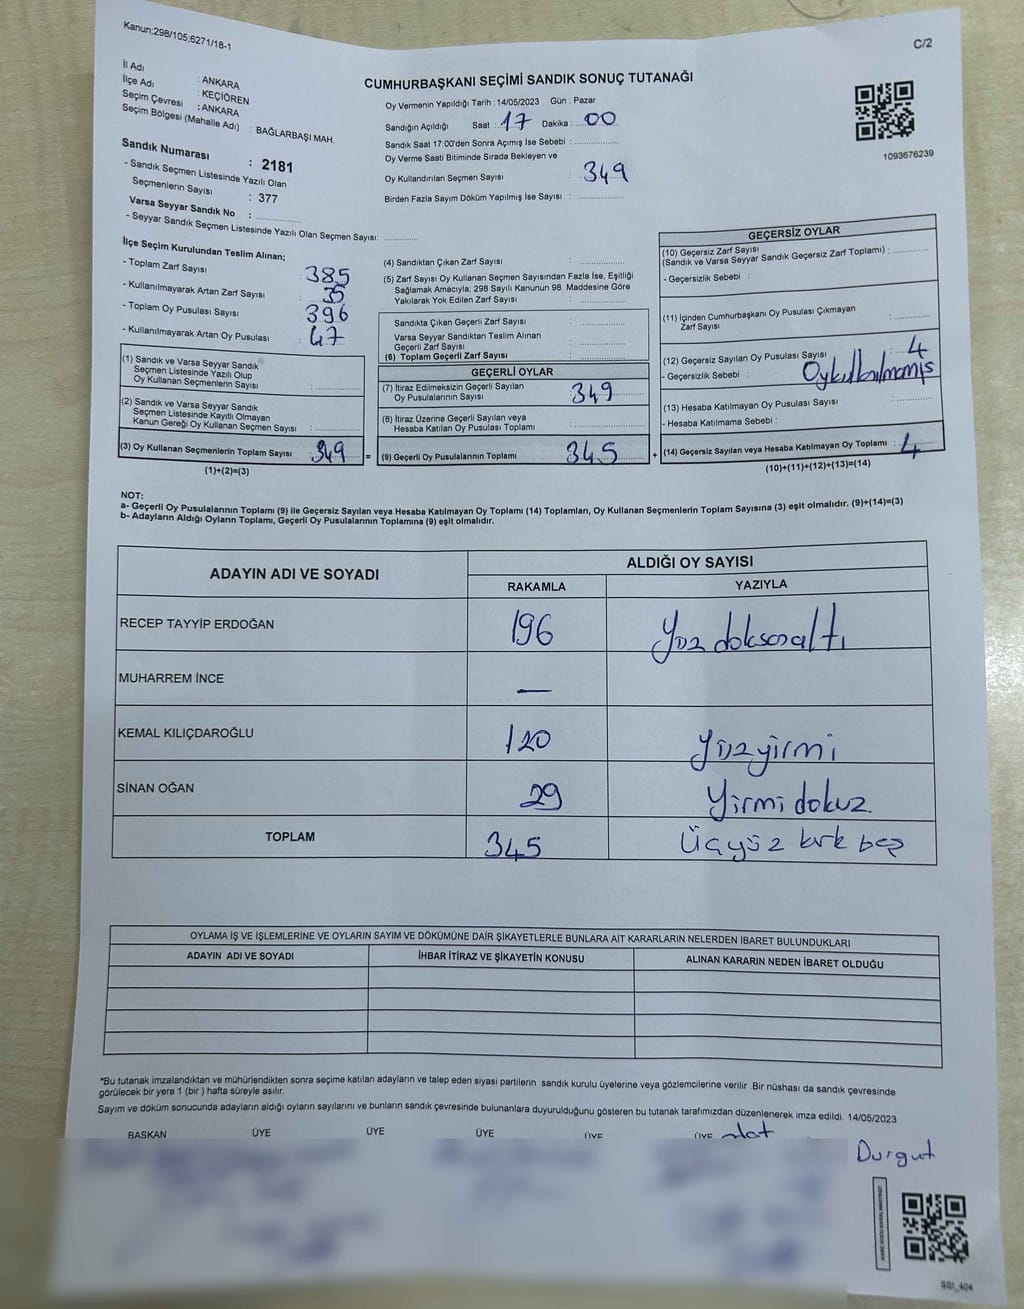 Kanun:298/105;6271/18-1
C/2
İl Adı : ANKARA
İlçe Adı : KEÇİÖREN
Seçim Çevresi : ANKARA
Seçim Bölgesi (Mahalle Adı) : BAĞLARBAŞI MAH.
Sandık Numarası : 2181
- Sandık Seçmen Listesinde Yazılı Olan
Seçmenlerin Sayısı : 377
Varsa Seyyar Sandık No : ..............
- Seyyar Sandık Seçmen Listesinde Yazılı Olan Seçmen Sayısı: ............
CUMHURBAŞKANI SEÇİMİ SANDIK SONUÇ TUTANAĞI
Oy Vermenin Yapıldığı Tarih : 14/05/2023 Gün : Pazar
Sandığın Açıldığı Saat : 17 Dakika : 00
Sandık Saat 17:00'den Sonra Açımış İse Sebebi : ..............
Oy Verme Saati Bitiminde Sırada Bekleyen ve
Oy Kullandırılan Seçmen Sayısı : 349
Birden Fazla Sayım Döküm Yapılmış İse Sayısı : ..............
1093676239
İlçe Seçim Kurulundan Teslim Alınan;
- Toplam Zarf Sayısı : 385
- Kullanılmayarak Artan Zarf Sayısı : 35
- Toplam Oy Pusulası Sayısı : 396
- Kullanılmayarak Artan Oy Pusulası : 47
(1) Sandık ve Varsa Seyyar Sandık
Seçmen Listesinde Yazılı Olup
Oy Kullanan Seçmenlerin Sayısı : ..............
(2) Sandık ve Varsa Seyyar Sandık
Seçmen Listesinde Kayıtlı Olmayan
Kanun Gereği Oy Kullanan Seçmen Sayısı : ..............
(3) Oy Kullanan Seçmenlerin Toplam Sayısı : 349
(1)+(2)=(3)
(4) Sandıktan Çıkan Zarf Sayısı : ..............
(5) Zarf Sayısı Oy Kullanan Seçmen Sayısından Fazla İse, Eşitliği
Sağlamak Amacıyla; 298 Sayılı Kanunun 98. Maddesine Göre
Yakılarak Yok Edilen Zarf Sayısı : ..............
Sandıkta Çıkan Geçerli Zarf Sayısı : ..............
Varsa Seyyar Sandıktan Teslim Alınan
Geçerli Zarf Sayısı : ..............
(6) Toplam Geçerli Zarf Sayısı : ..............
GEÇERLİ OYLAR
(7) İtiraz Edilmeksizin Geçerli Sayılan
Oy Pusulalarının Sayısı : 349
(8) İtiraz Üzerine Geçerli Sayılan veya
Hesaba Katılan Oy Pusulası Toplamı : ..............
= (9) Geçerli Oy Pusulalarının Toplamı 345 +
GEÇERSİZ OYLAR
(10) Geçersiz Zarf Sayısı
(Sandık ve Varsa Seyyar Sandık Geçersiz Zarf Toplamı) : ............
- Geçersizlik Sebebi :
(11) İçinden Cumhurbaşkanı Oy Pusulası Çıkmayan
Zarf Sayısı : ............
(12) Geçersiz Sayılan Oy Pusulası Sayısı : 4
- Geçersizlik Sebebi :
(13) Hesaba Katılmayan Oy Pusulası Sayısı : ............
- Hesaba Katılmama Sebebi :
(14) Geçersiz Sayılan veya Hesaba Katılmayan Oy Toplamı : 4
(10)+(11)+(12)+(13)=(14)
NOT:
a- Geçerli Oy Pusulalarının Toplamı (9) ile Geçersiz Sayılan veya Hesaba Katılmayan Oy Toplamı (14) Toplamları, Oy Kullanan Seçmenlerin Toplam Sayısına (3) eşit olmalıdır. (9)+(14)=(3)
b- Adayların Aldığı Oyların Toplamı, Geçerli Oy Pusulalarının Toplamına (9) eşit olmalıdır.
ADAYIN ADI VE SOYADI
ALDIĞI OY SAYISI
RAKAMLA YAZIYLA
RECEP TAYYİP ERDOĞAN 196 Yüz doksan altı
MUHARREM İNCE —
KEMAL KILIÇDAROĞLU 120 Yüz yirmi
SİNAN OĞAN 29 Yirmi dokuz
TOPLAM 345 Üçyüz kırk beş
OYLAMA İŞ VE İŞLEMLERİNE VE OYLARIN SAYIM VE DÖKÜMÜNE DAİR ŞİKAYETLERLE BUNLARA AİT KARARLARIN NELERDEN İBARET BULUNDUKLARI
ADAYIN ADI VE SOYADI İHBAR İTİRAZ VE ŞİKAYETİN KONUSU ALINAN KARARIN NEDEN İBARET OLDUĞU
*Bu tutanak imzalandıktan ve mühürlendikten sonra seçime katılan adayların ve talep eden siyasi partilerin sandık kurulu üyelerine veya gözlemcilerine verilir .Bir nüshası da sandık çevresinde
görülecek bir yere 1 (bir ) hafta süreyle asılır.
Sayım ve döküm sonucunda adayların aldığı oyların sayılarını ve bunların sandık çevresinde bulunanlara duyurulduğunu gösteren bu tutanak tarafımızdan düzenlenerek imza edildi. 14/05/2023
BAŞKAN ÜYE ÜYE ÜYE ÜYE ÜYE
Durgut
SSI_404